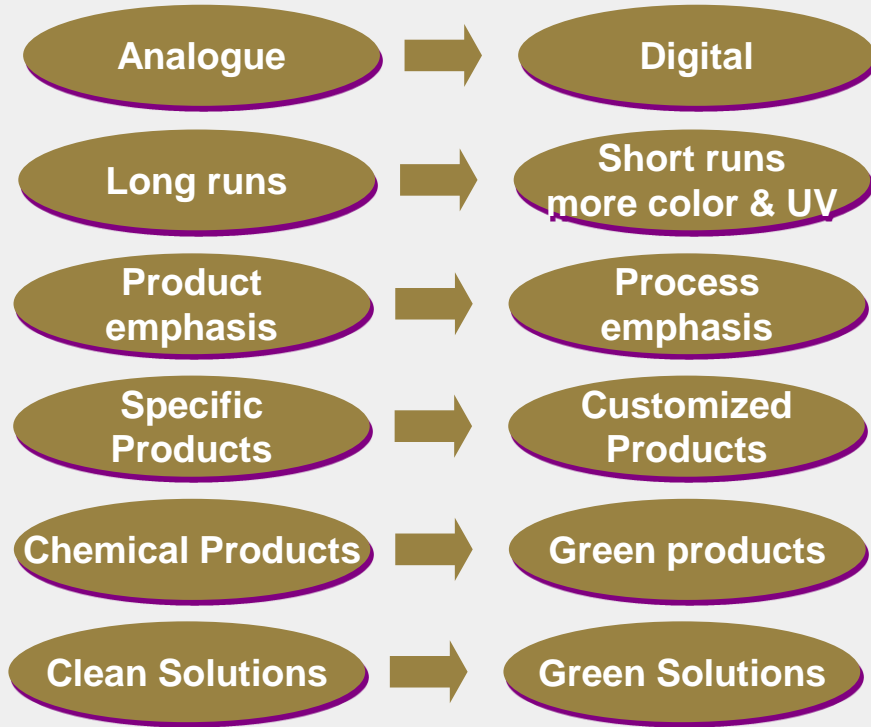 Analogue
Digital
Long runs
Short runs
more color & UV
Product
emphasis
Process
emphasis
Specific
Products
Customized
Products
Chemical Products
Green products
Clean Solutions
Green Solutions